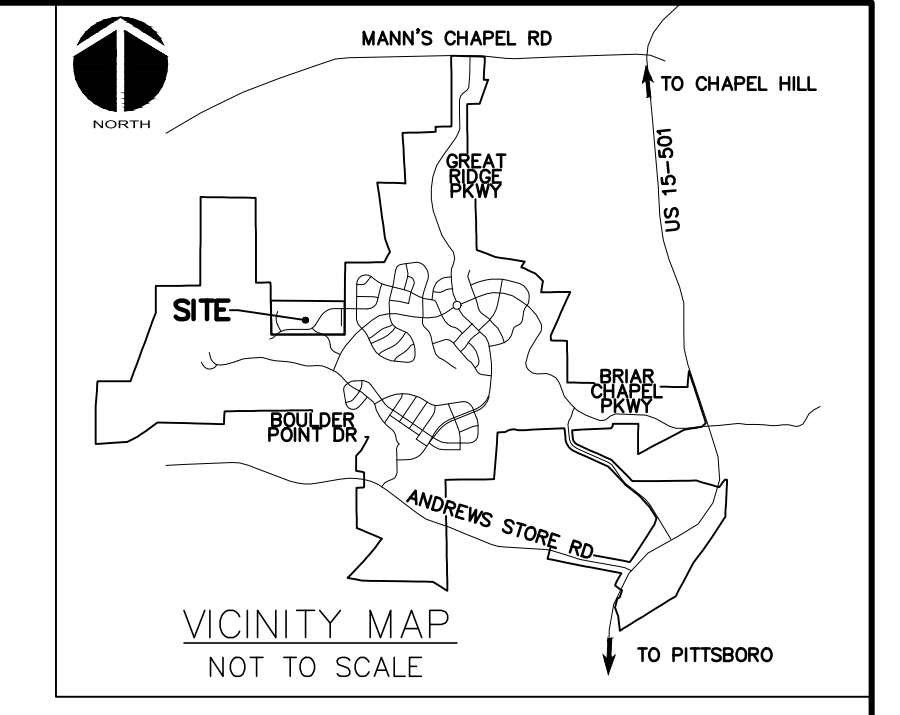 MANN'S CHAPEL RD
TO CHAPEL HILL
NORTH
US 15-501
GREAT
RIDGE
PKWY
SITE
BRIAR
CHAPEL
PKWY
BOULDER
POINT DR
ANDREWS STORE RD
VICINITY MAP
NOT TO SCALE
TO PITTSBORO